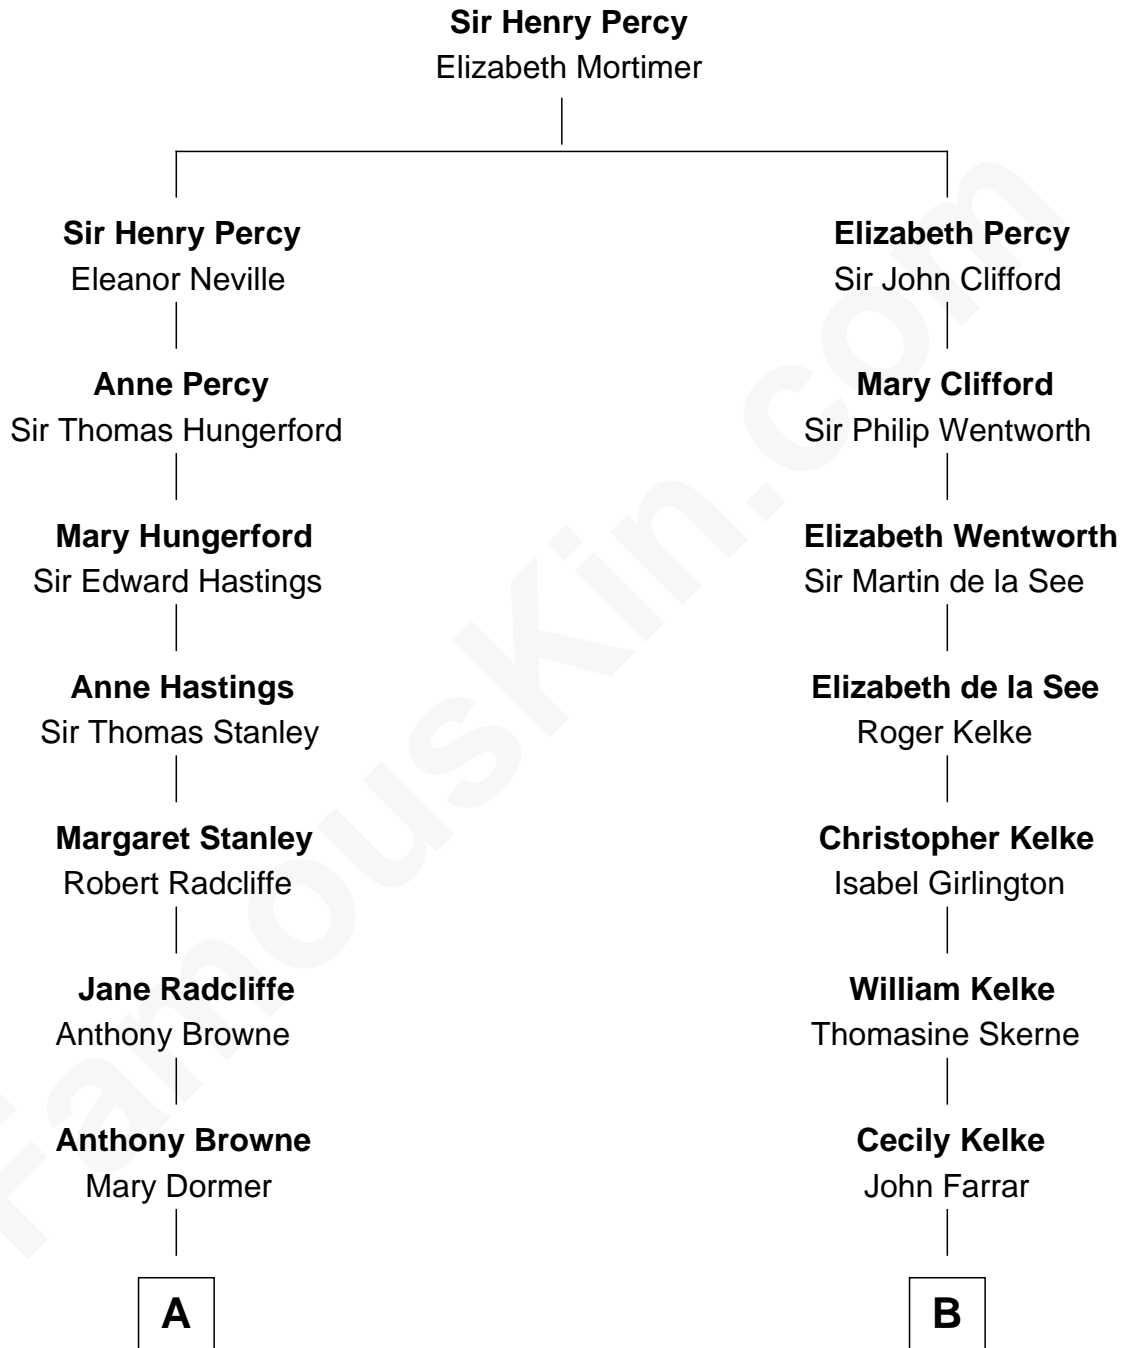 Sir Henry Percy
Elizabeth Mortimer
Sir Henry Percy
Eleanor Neville
Anne Percy
Sir Thomas Hungerford
Mary Hungerford
Sir Edward Hastings
Anne Hastings
Sir Thomas Stanley
Margaret Stanley
Robert Radcliffe
Jane Radcliffe
Anthony Browne
Anthony Browne
Mary Dormer
A
Elizabeth Percy
Sir John Clifford
Mary Clifford
Sir Philip Wentworth
Elizabeth Wentworth
Sir Martin de la See
Elizabeth de la See
Roger Kelke
Christopher Kelke
Isabel Girlington
William Kelke
Thomasine Skerne
Cecily Kelke
John Farrar
B
FamousKin.com